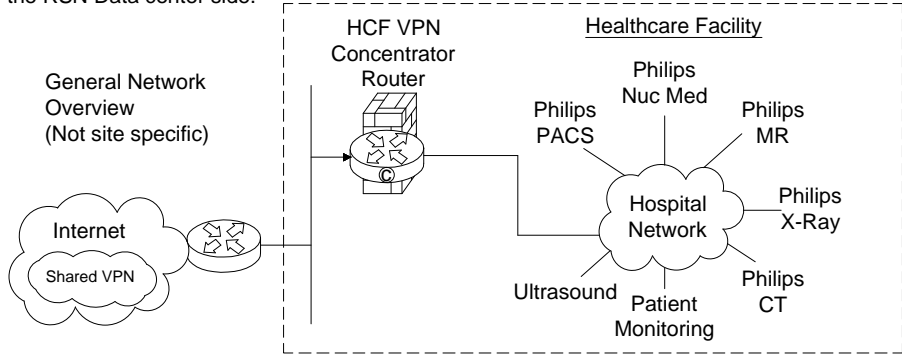 the RSN Data center side.
General Network
Overview
(Not site specific)
Internet
Shared VPN
HCF VPN
Concentrator
Router
C
Healthcare Facility
Philips
Nuc Med
Philips
PACS
Philips
MR
Philips
X-Ray
Philips
CT
Patient
Monitoring
Ultrasound
Hospital
Network